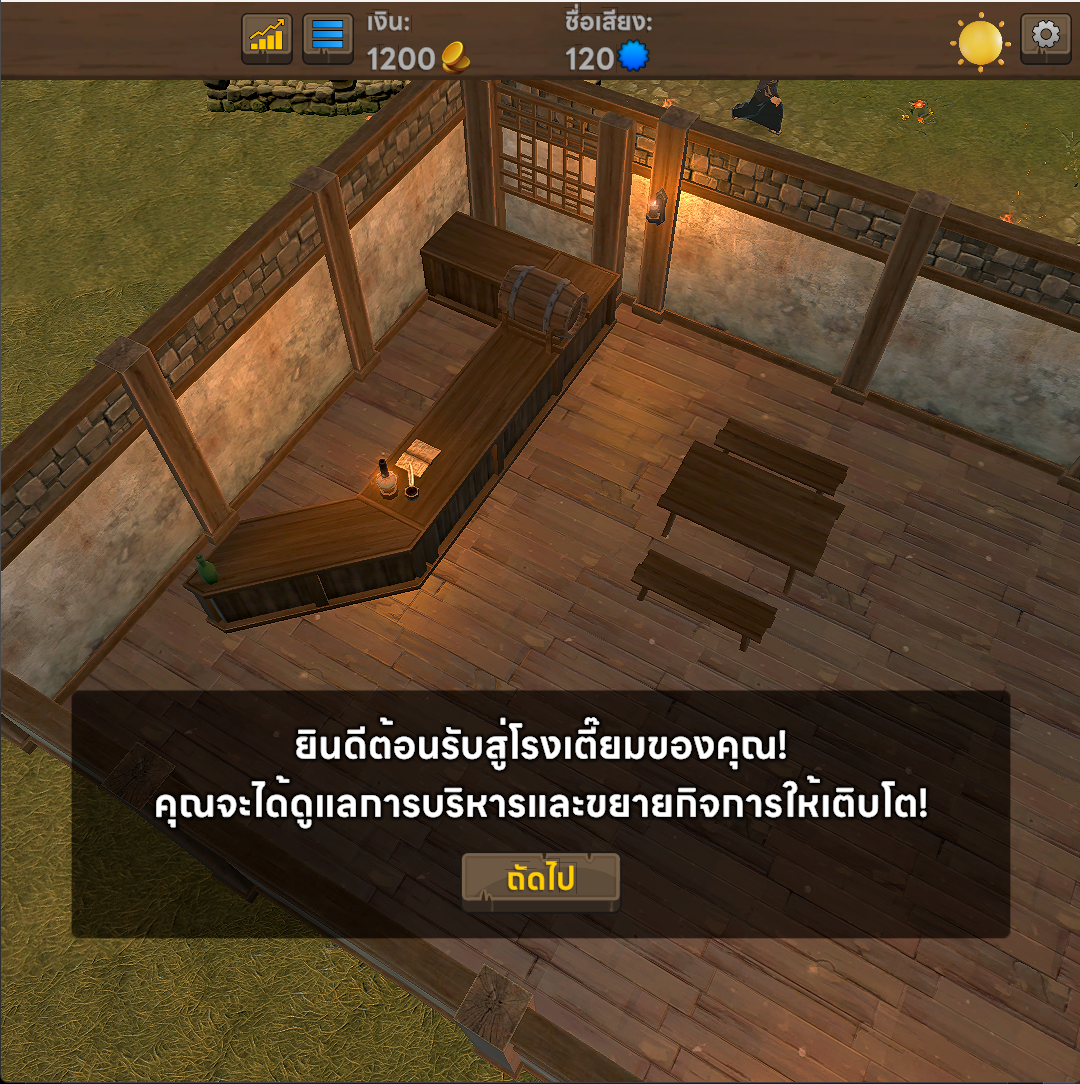 เงิน:
1200
ชื่อเสียง:
120
ยินดีต้อนรับสู่โรงเตี๊ยมของคุณ!
คุณจะได้ดูแลการบริหารและขยายกิจการให้เติบโต!
ถัดไป